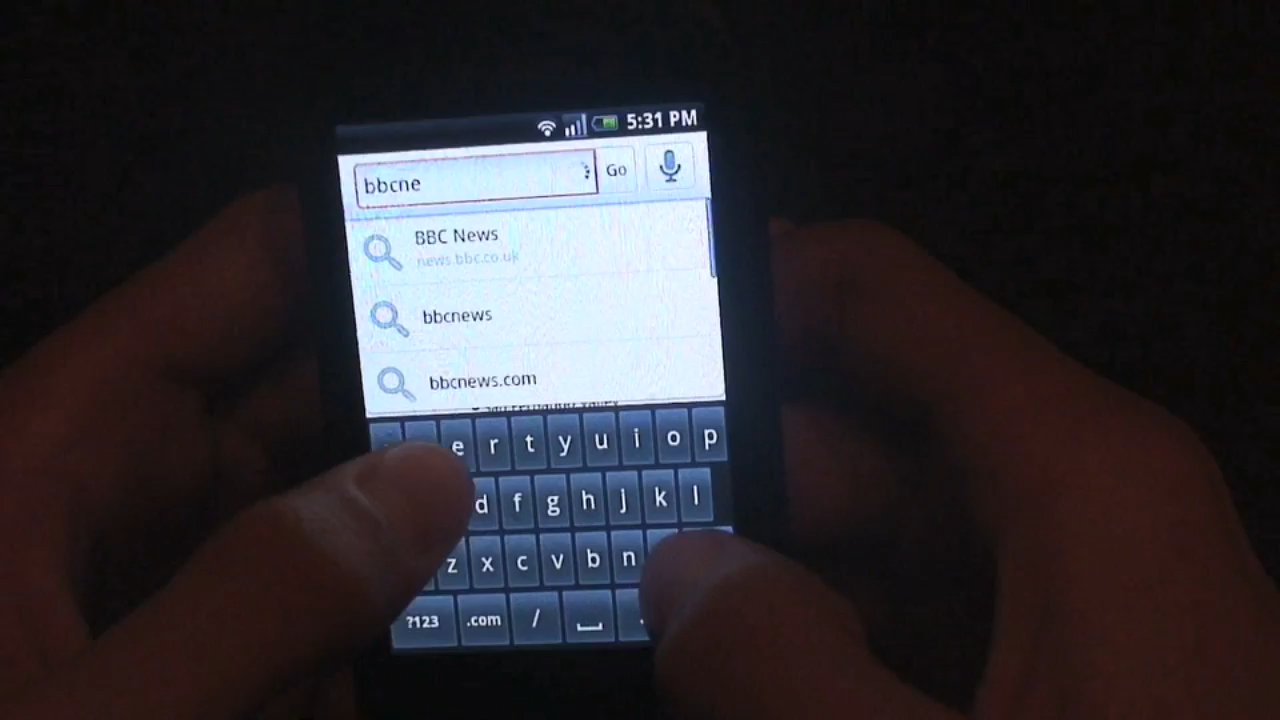 5:31 PM
bbcne
Go
BBC News
news.bbc.co.uk
bbcnews
bbcnews.com
e r t y u i o p
d f g h j k l
z x c v b n
?123 .com / .